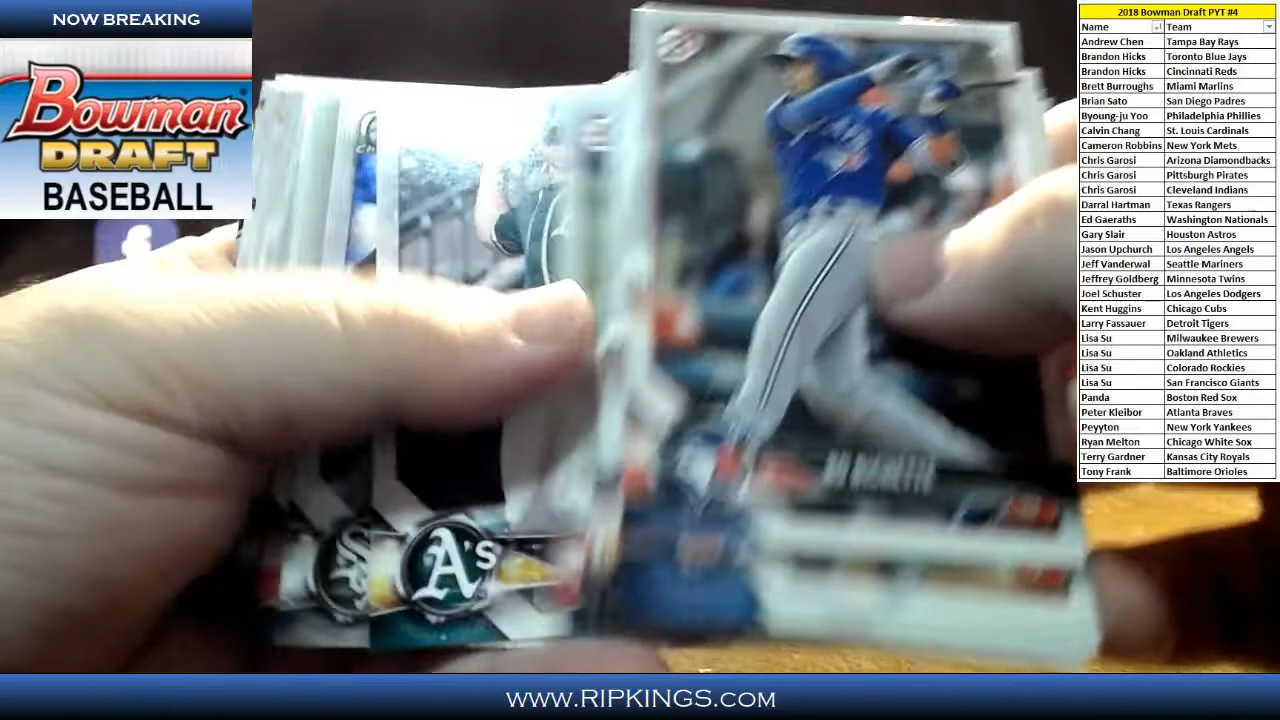 NOW BREAKING
Bowman
DRAFT
BASEBALL
2018 Bowman Draft PYT #4
Name Team
Andrew Chen Tampa Bay Rays
Brandon Hicks Toronto Blue Jays
Brandon Hicks Cincinnati Reds
Brett Burroughs Miami Marlins
Brian Sato San Diego Padres
Byoung-ju Yoo Philadelphia Phillies
Calvin Chang St. Louis Cardinals
Cameron Robbins New York Mets
Chris Garosi Arizona Diamondbacks
Chris Garosi Pittsburgh Pirates
Chris Garosi Cleveland Indians
Darral Hartman Texas Rangers
Ed Gaeraths Washington Nationals
Gary Slair Houston Astros
Jason Upchurch Los Angeles Angels
Jeff Vanderwal Seattle Mariners
Jeffrey Goldberg Minnesota Twins
Joel Schuster Los Angeles Dodgers
Kent Huggins Chicago Cubs
Larry Fassauer Detroit Tigers
Lisa Su Milwaukee Brewers
Lisa Su Oakland Athletics
Lisa Su Colorado Rockies
Lisa Su San Francisco Giants
Panda Boston Red Sox
Peter Kleibor Atlanta Braves
Peyyton New York Yankees
Ryan Melton Chicago White Sox
Terry Gardner Kansas City Royals
Tony Frank Baltimore Orioles
BO BICHETTE
A's
WWW.RIPKINGS.COM